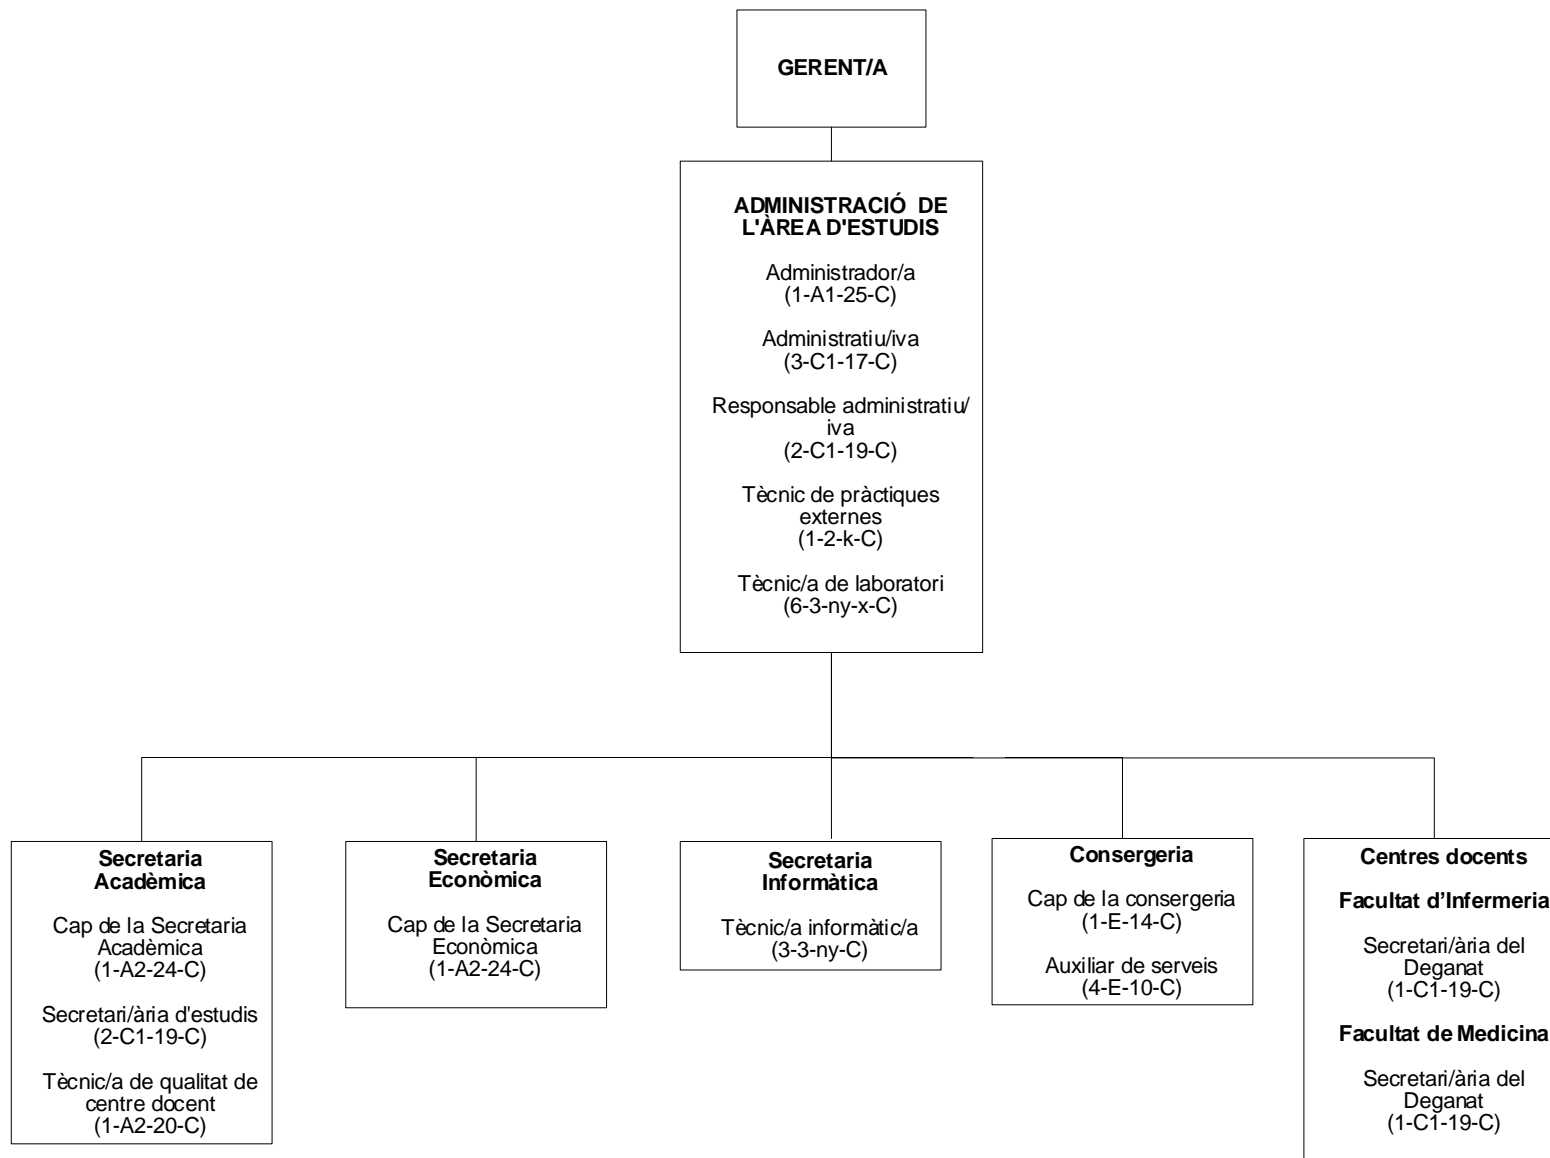 GERENT/A
ADMINISTRACIÓ DE
L'ÀREA D'ESTUDIS
Administrador/a
(1-A1-25-C)
Administratiu/iva
(3-C1-17-C)
Responsable administratiu/
iva
(2-C1-19-C)
Tècnic de pràctiques
externes
(1-2-k-C)
Tècnic/a de laboratori
(6-3-ny-x-C)
Secretaria
Acadèmica
Cap de la Secretaria
Acadèmica
(1-A2-24-C)
Secretari/ària d'estudis
(2-C1-19-C)
Tècnic/a de qualitat de
centre docent
(1-A2-20-C)
Secretaria
Econòmica
Cap de la Secretaria
Econòmica
(1-A2-24-C)
Secretaria
Informàtica
Tècnic/a informàtic/a
(3-3-ny-C)
Consergeria
Cap de la consergeria
(1-E-14-C)
Auxiliar de serveis
(4-E-10-C)
Centres docents
Facultat d’Infermeria
Secretari/ària del
Deganat
(1-C1-19-C)
Facultat de Medicina
Secretari/ària del
Deganat
(1-C1-19-C)